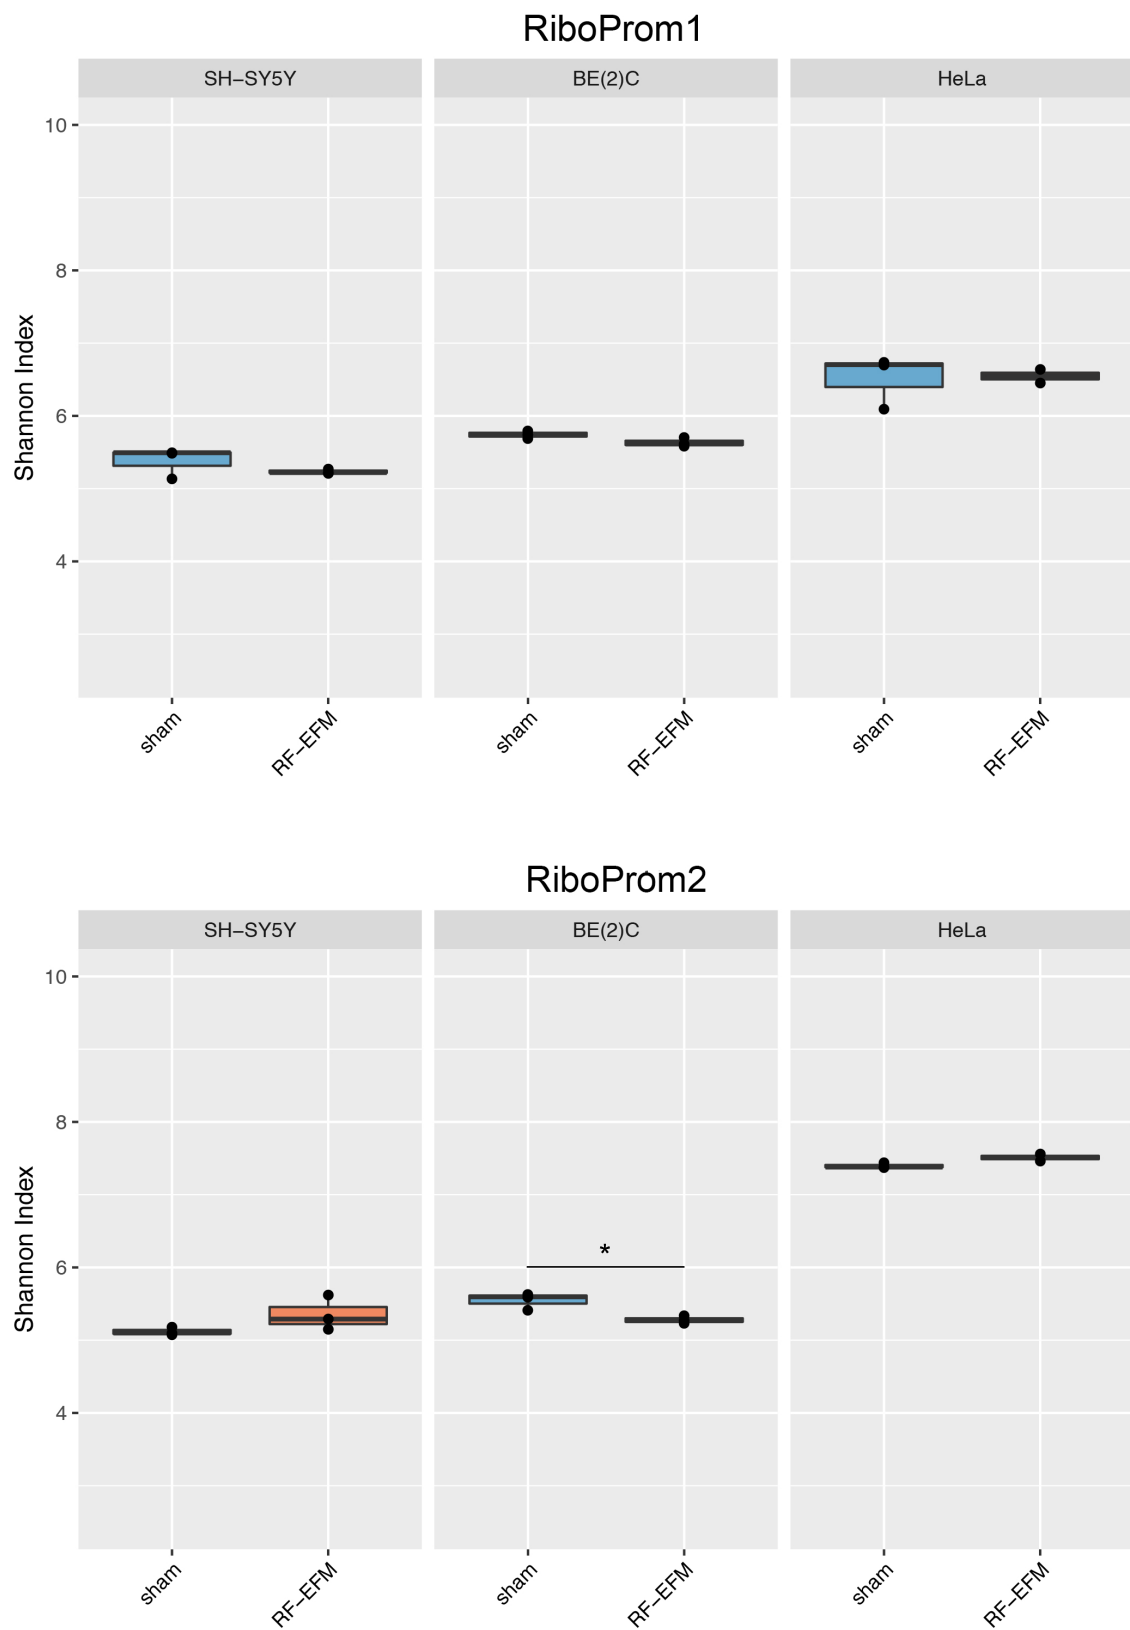 RiboProm1
SH−SY5Y BE(2)C HeLa
10
8
6
4
Shannon Index
sham RF−EFM sham RF−EFM sham RF−EFM
RiboProm2
SH−SY5Y BE(2)C HeLa
10
8
6
4
Shannon Index
*
sham RF−EFM sham RF−EFM sham RF−EFM